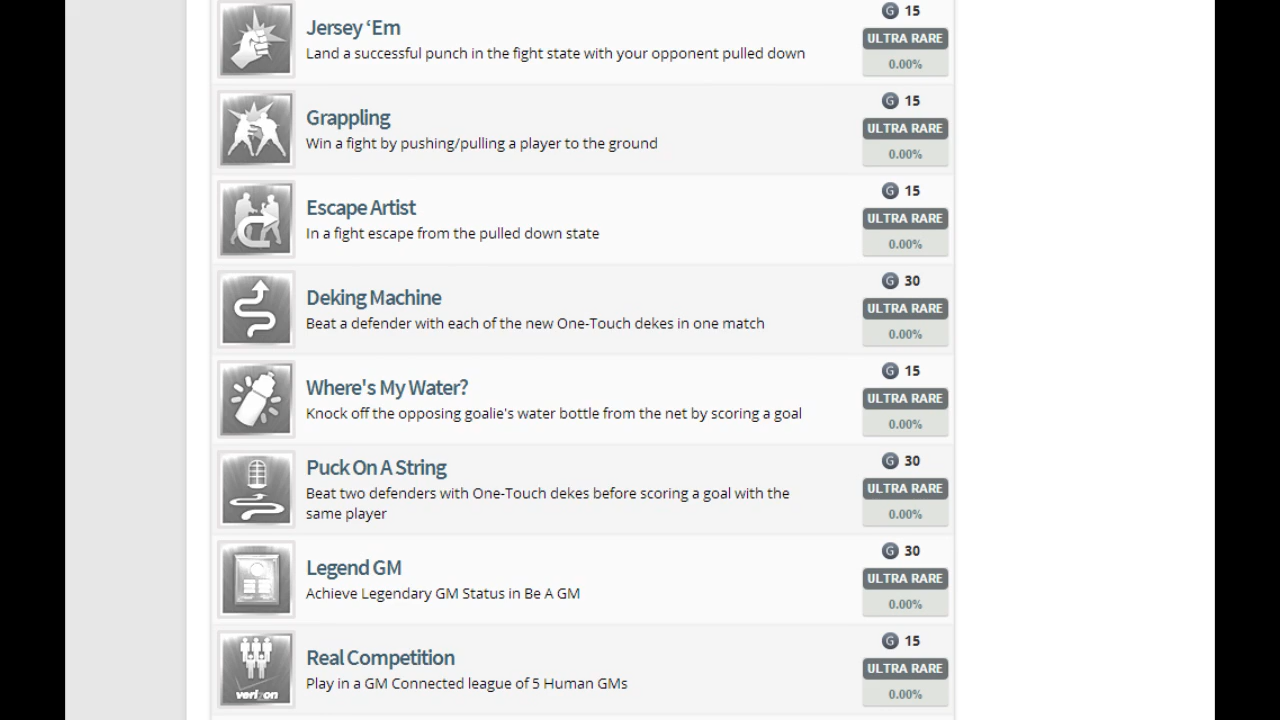 Jersey ‘Em
Land a successful punch in the fight state with your opponent pulled down
G 15
ULTRA RARE
0.00%
Grappling
Win a fight by pushing/pulling a player to the ground
G 15
ULTRA RARE
0.00%
Escape Artist
In a fight escape from the pulled down state
G 15
ULTRA RARE
0.00%
Deking Machine
Beat a defender with each of the new One-Touch dekes in one match
G 30
ULTRA RARE
0.00%
Where's My Water?
Knock off the opposing goalie's water bottle from the net by scoring a goal
G 15
ULTRA RARE
0.00%
Puck On A String
Beat two defenders with One-Touch dekes before scoring a goal with the
same player
G 30
ULTRA RARE
0.00%
Legend GM
Achieve Legendary GM Status in Be A GM
G 30
ULTRA RARE
0.00%
verizon
Real Competition
Play in a GM Connected league of 5 Human GMs
G 15
ULTRA RARE
0.00%